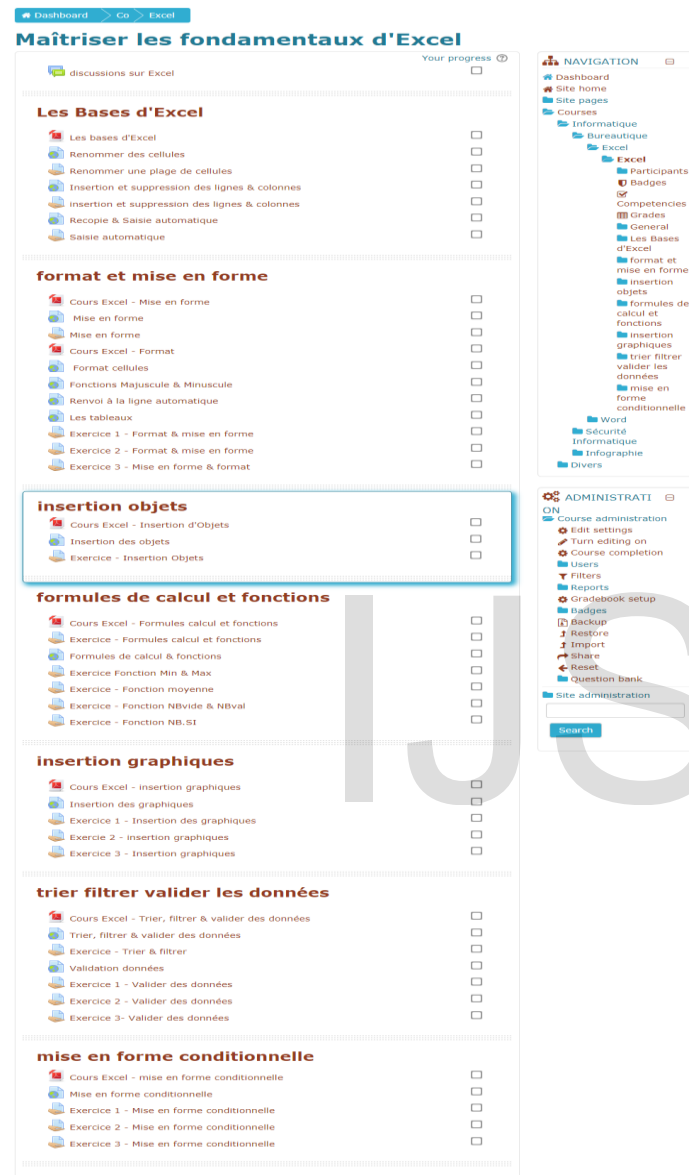 Dashboard Co Excel
Maîtriser les fondamentaux d'Excel
Your progress
discussions sur Excel
Les Bases d'Excel
Les bases d'Excel
Renommer des cellules
Renommer une plage de cellules
Insertion et suppression des lignes & colonnes
insertion et suppression des lignes & colonnes
Recopie & Saisie automatique
Saisie automatique
format et mise en forme
Cours Excel - Mise en forme
Mise en forme
Mise en forme
Cours Excel - Format
Format cellules
Fonctions Majuscule & Minuscule
Renvoi à la ligne automatique
Les tableaux
Exercice 1 - Format & mise en forme
Exercice 2 - Format & mise en forme
Exercice 3 - Mise en forme & format
insertion objets
Cours Excel - Insertion d'Objets
Insertion des objets
Exercice - Insertion Objets
formules de calcul et fonctions
Cours Excel - Formules calcul et fonctions
Exercice - Formules calcul et fonctions
Formules de calcul & fonctions
Exercice Fonction Min & Max
Exercice - Fonction moyenne
Exercice - Fonction NBvide & NBval
Exercice - Fonction NB.SI
insertion graphiques
Cours Excel - insertion graphiques
Insertion des graphiques
Exercice 1 - Insertion des graphiques
Exercie 2 - insertion graphiques
Exercice 3 - Insertion graphiques
trier filtrer valider les données
Cours Excel - Trier, filtrer & valider des données
Trier, filtrer & valider des données
Exercice - Trier & filtrer
Validation données
Exercice 1 - Valider des données
Exercice 2 - Valider des données
Exercice 3- Valider des données
mise en forme conditionnelle
Cours Excel - mise en forme conditionnelle
Mise en forme conditionnelle
Exercice 1 - Mise en forme conditionnelle
Exercice 2 - Mise en forme conditionnelle
Exercice 3 - Mise en forme conditionnelle
NAVIGATION
Dashboard
Site home
Site pages
Courses
Informatique
Bureautique
Excel
Excel
Participants
Badges
Competencies
Grades
General
Les Bases
d'Excel
format et
mise en forme
insertion
objets
formules de
calcul et
fonctions
insertion
graphiques
trier filtrer
valider les
données
mise en
forme
conditionnelle
Word
Sécurité
Informatique
Infographie
Divers
ADMINISTRATI
ON
Course administration
Edit settings
Turn editing on
Course completion
Users
Filters
Reports
Gradebook setup
Badges
Backup
Restore
Import
Share
Reset
Question bank
Site administration
Search
IJS